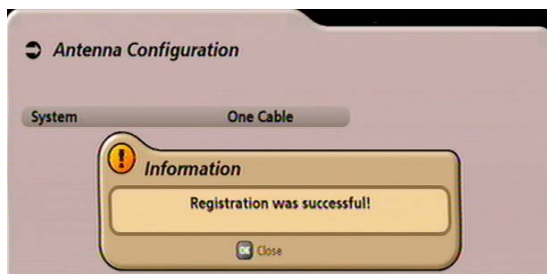 Antenna Configuration
System One Cable
Information
Registration was successful!
OK Close